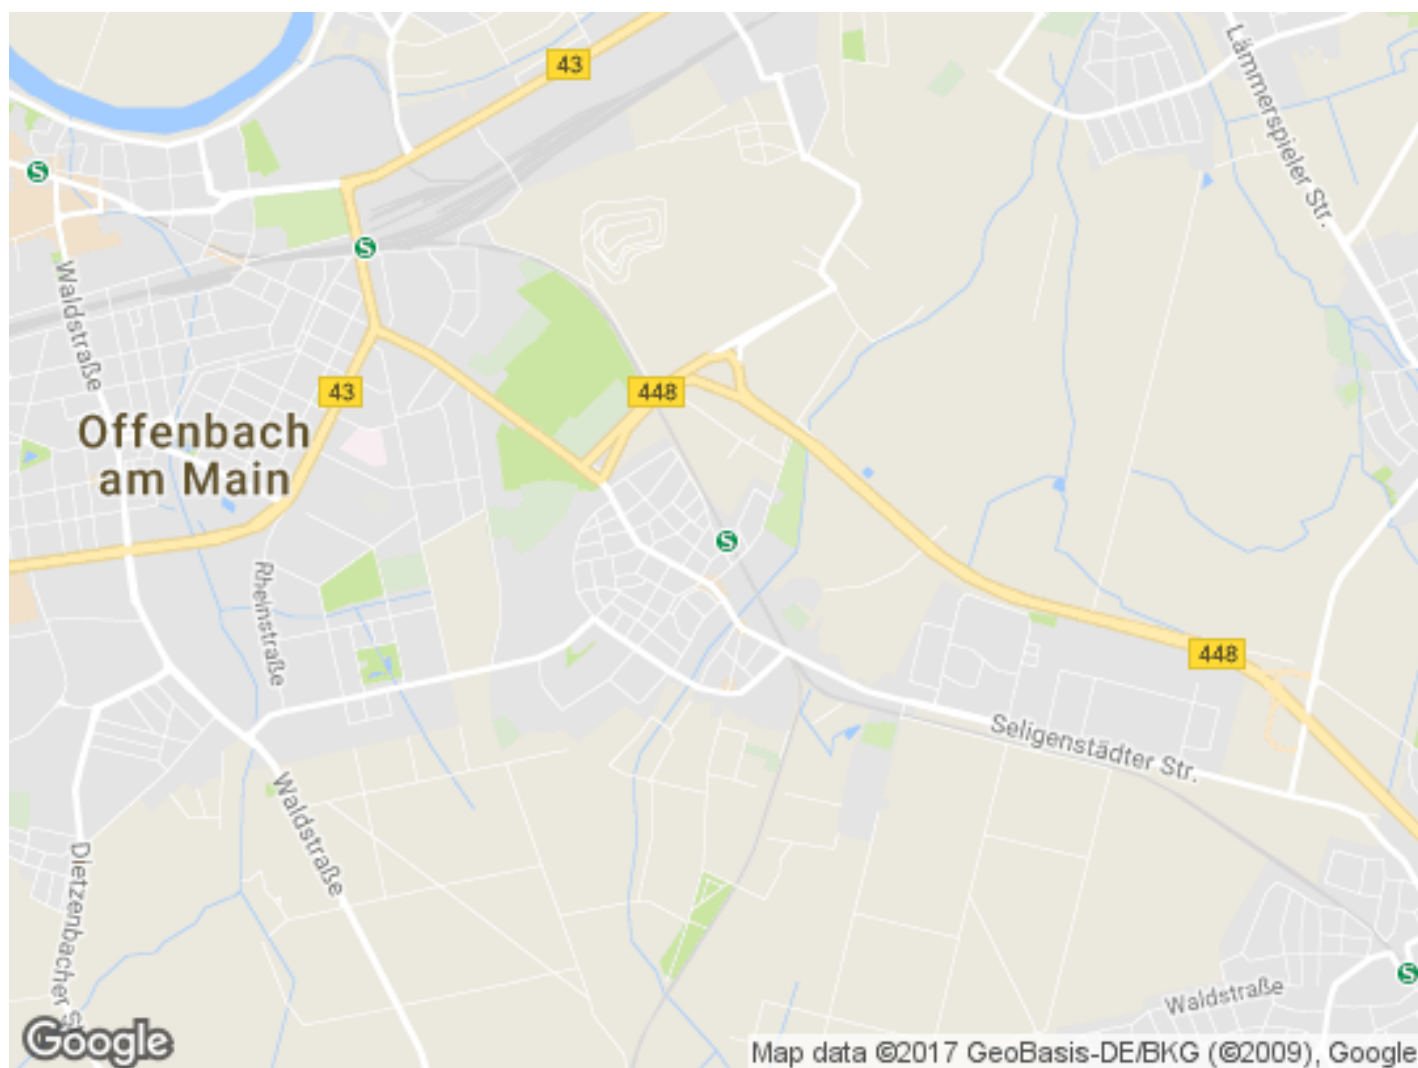 43
Lämmerspieler Str.
S
S
Waldstraße
43
448
Offenbach
am Main
S
Rheinstraße
448
Seligenstädter Str.
Waldstraße
Dietzenbacher St
S
Waldstraße
Google
Map data ©2017 GeoBasis-DE/BKG (©2009), Google